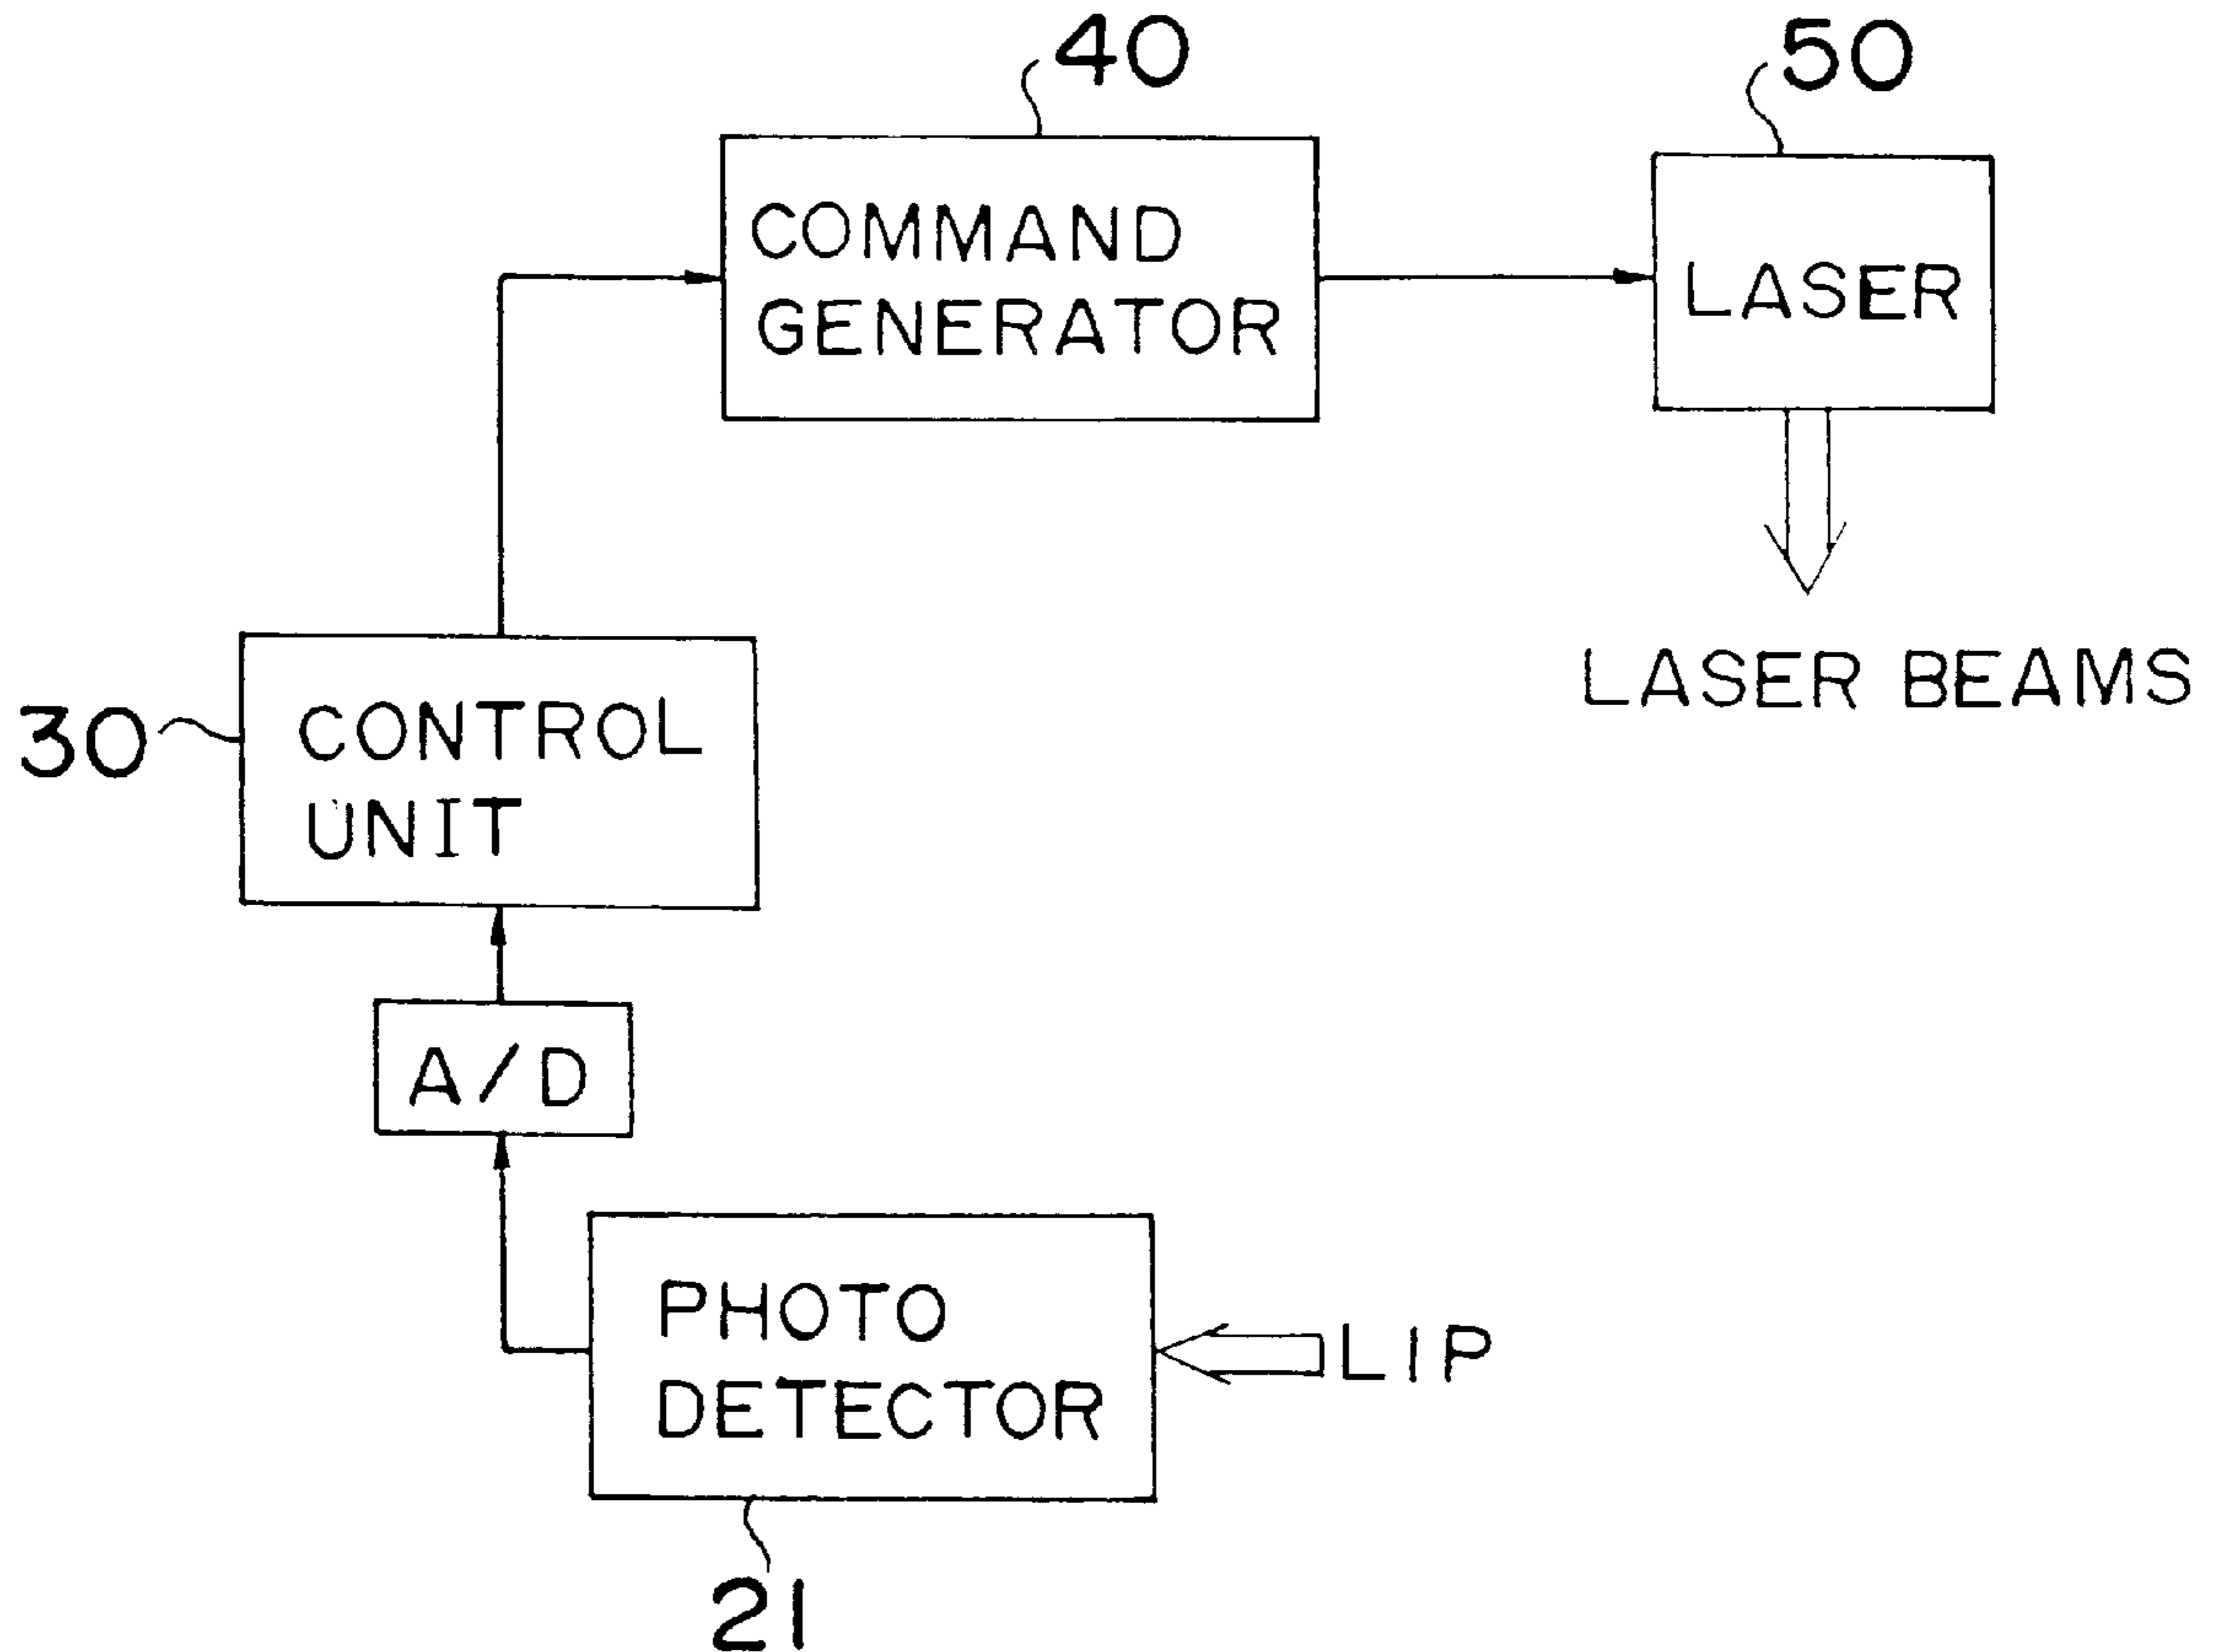 40
50
COMMAND
GENERATOR
LASER
LASER BEAMS
30
CONTROL
UNIT
A/D
PHOTO
DETECTOR
LIP
21